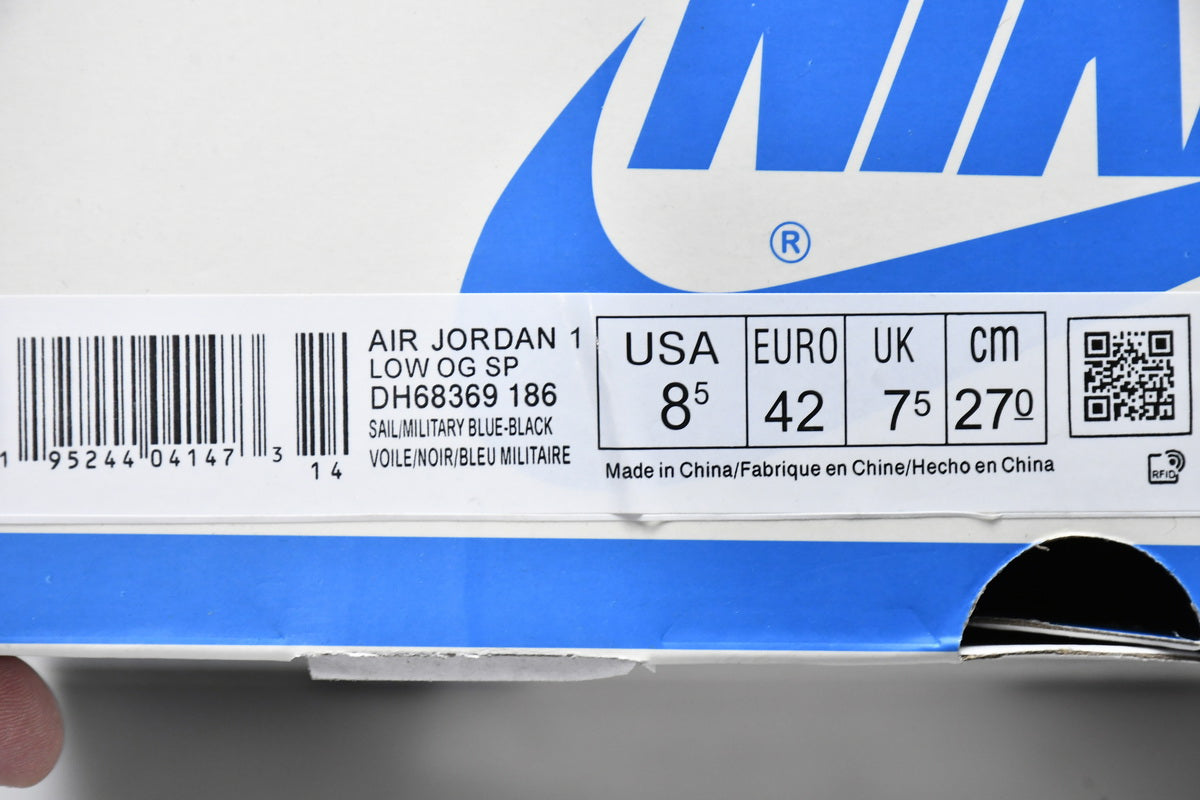 NIK
®
AIR JORDAN 1
LOW OG SP
DH68369 186
SAIL/MILITARY BLUE-BLACK
VOILE/NOIR/BLEU MILITAIRE
1 95244 04147 3
14
USA EURO UK cm
8⁵ 42 7⁵ 27⁰
Made in China/Fabrique en Chine/Hecho en China
RFID